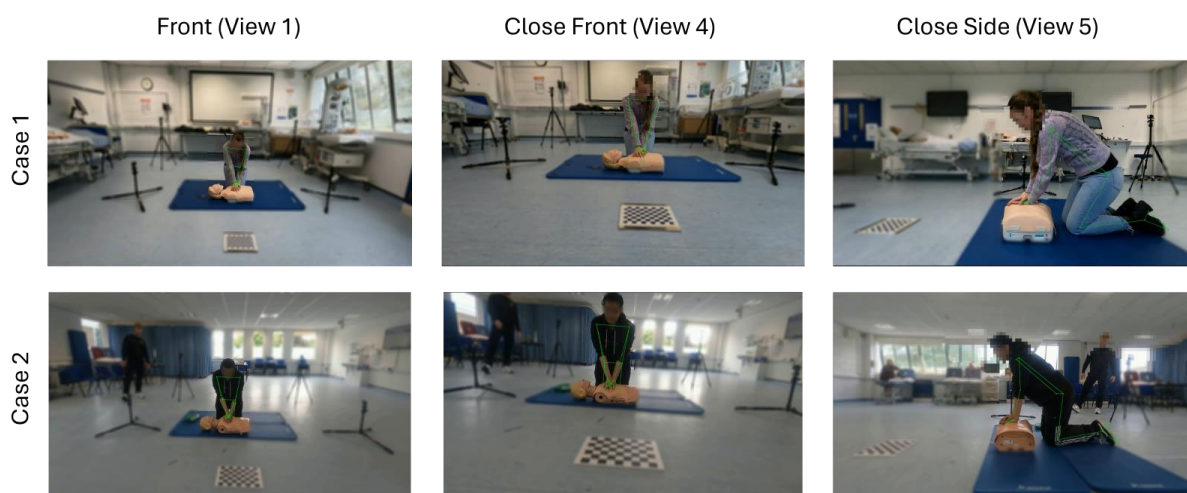 Front (View 1)
Close Front (View 4)
Close Side (View 5)
Case 1
Case 2